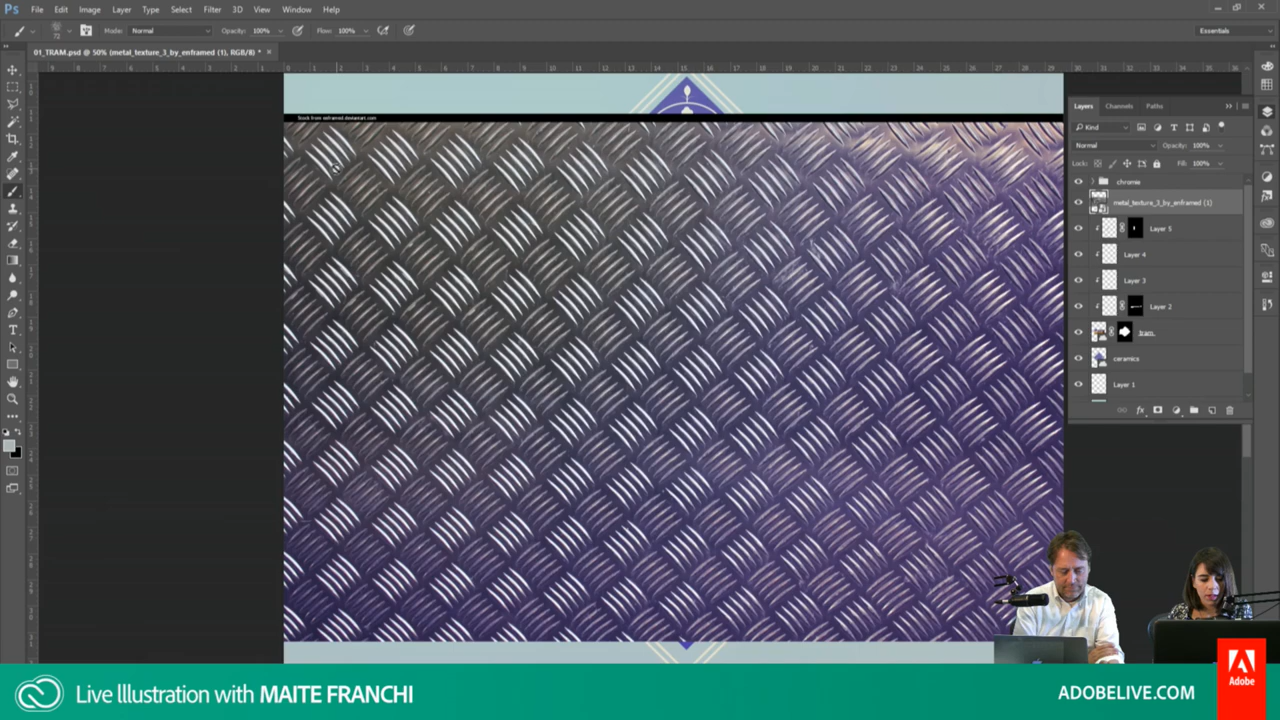 Ps File Edit Image Layer Type Select Filter 3D View Window Help
72 Mode: Normal Opacity: 100% Flow: 100% Essentials
01_TRAM.psd @ 50% (metal_texture_3_by_enframed (1), RGB/8) *
Stock from enframed.deviantart.com
Layers Channels Paths
Kind
Normal Opacity: 100%
Lock: Fill: 100%
chrome
metal_texture_3_by_enframed (1)
Layer 5
Layer 4
Layer 3
Layer 2
ceramics
Layer 1
Live Illustration with MAITE FRANCHI
ADOBELIVE.COM
Adobe